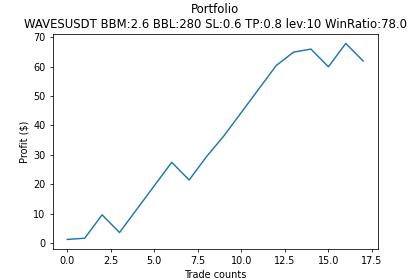 Portfolio
WAVESUSDT BBM:2.6 BBL:280 SL:0.6 TP:0.8 lev:10 WinRatio:78.0
70
60
50
40
30
20
10
0
Profit ($)
0.0 2.5 5.0 7.5 10.0 12.5 15.0 17.5
Trade counts